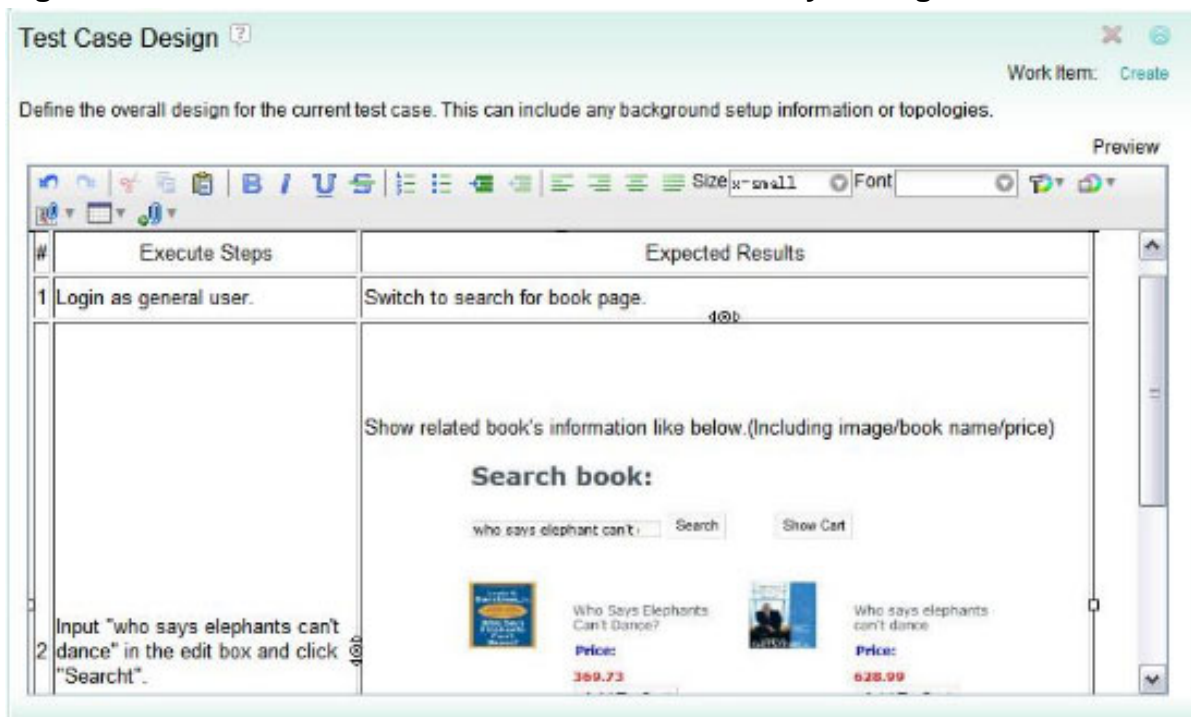 Test Case Design
Work Item: Create
Define the overall design for the current test case. This can include any background setup information or topologies.
Preview
B I U S Size x-small Font
# Execute Steps Expected Results
1 Login as general user. Switch to search for book page.
Show related book's information like below.(Including image/book name/price)
Search book:
who says elephant can't Search Show Cart
Who Says Elephants Who says elephants
Can't Dance? can't dance
Input "who says elephants can't
2 dance" in the edit box and click
"Searcht".
Price: Price:
369.73 628.99